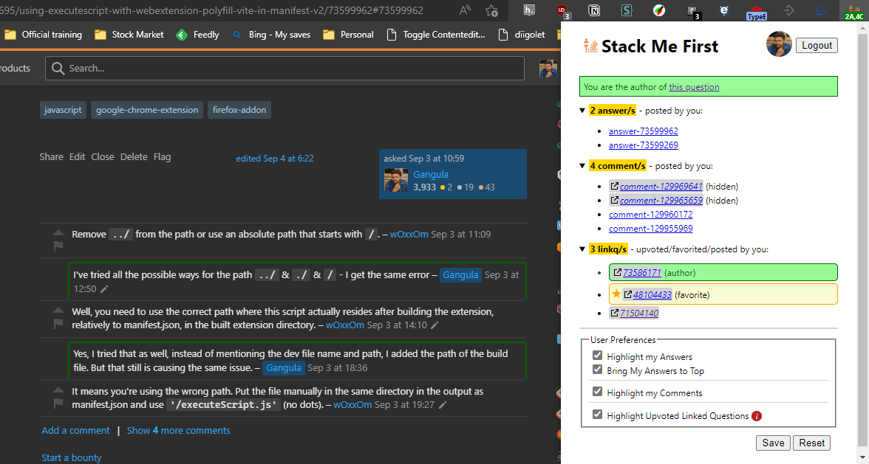 695/using-executescript-with-webextension-polyfill-vite-in-manifest-v2/73599962#73599962
Official training
Stock Market
Feedly
Bing - My saves
Personal
Toggle Contentedit...
diigolet
3
3
TypeE
2A,4C
roducts
Search...
javascript
google-chrome-extension
firefox-addon
Share Edit Close Delete Flag
edited Sep 4 at 6:22
asked Sep 3 at 10:59
Gangula
3,933 2 19 43
Remove ../ from the path or use an absolute path that starts with /. – wOxxOm Sep 3 at 11:09
I've tried all the possible ways for the path ../ & ./ & / - I get the same error – Gangula Sep 3 at
12:50
Well, you need to use the correct path where this script actually resides after building the extension,
relatively to manifest.json, in the built extension directory. – wOxxOm Sep 3 at 14:10
Yes, I tried that as well, instead of mentioning the dev file name and path, I added the path of the build
file. But that still is causing the same issue. – Gangula Sep 3 at 18:36
It means you're using the wrong path. Put the file manually in the same directory in the output as
manifest.json and use '/executeScript.js' (no dots). – wOxxOm Sep 3 at 19:27
Add a comment | Show 4 more comments
Start a bounty
Stack Me First
Logout
You are the author of this question
2 answer/s - posted by you:
answer-73599962
answer-73599269
4 comment/s - posted by you:
comment-129969641 (hidden)
comment-129965659 (hidden)
comment-129960172
comment-129955969
3 linkq/s - upvoted/favorited/posted by you:
73586171 (author)
48104433 (favorite)
71504140
User Preferences
Highlight my Answers
Bring My Answers to Top
Highlight my Comments
Highlight Upvoted Linked Questions i
Save
Reset